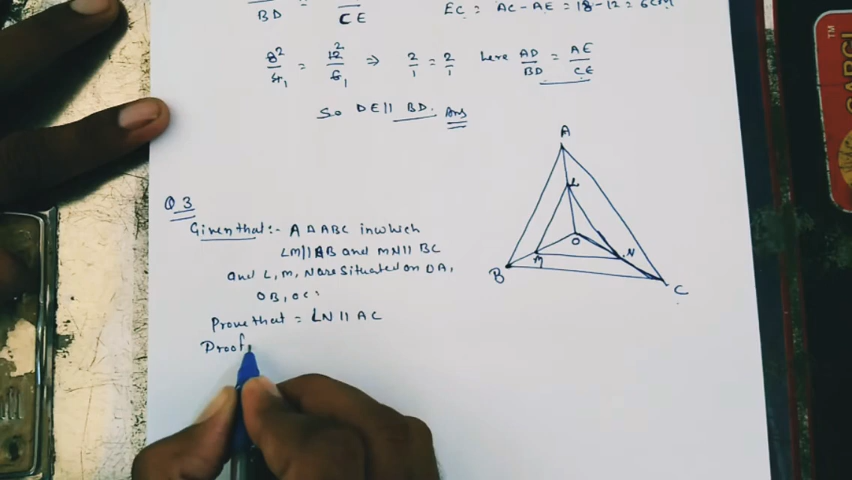 BD CE
EC = AC - AE = 18 - 12 = 6cm
8² = 12² ⇒ 2/1 = 2/1 here AD/BD = AE/CE
So DE || BD. Ans
A
L
O
M
N
B
C
Q3
Given that :- A △ABC in which
LM || AB and MN || BC
and L, M, N are situated on OA,
OB, OC.
Prove that = LN || AC
Proof
TM